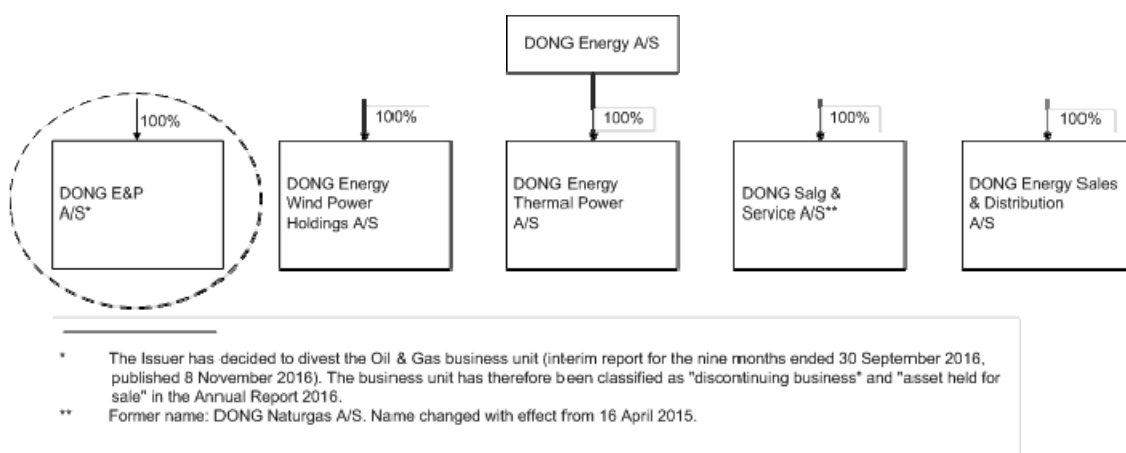 DONG Energy A/S
100%
100%
100%
100%
100%
DONG E&P
A/S*
DONG Energy
Wind Power
Holdings A/S
DONG Energy
Thermal Power
A/S
DONG Salg &
Service A/S**
DONG Energy Sales
& Distribution
A/S
* The Issuer has decided to divest the Oil & Gas business unit (interim report for the nine months ended 30 September 2016,
published 8 November 2016). The business unit has therefore been classified as "discontinuing business" and "asset held for
sale" in the Annual Report 2016.
** Former name: DONG Naturgas A/S. Name changed with effect from 16 April 2015.